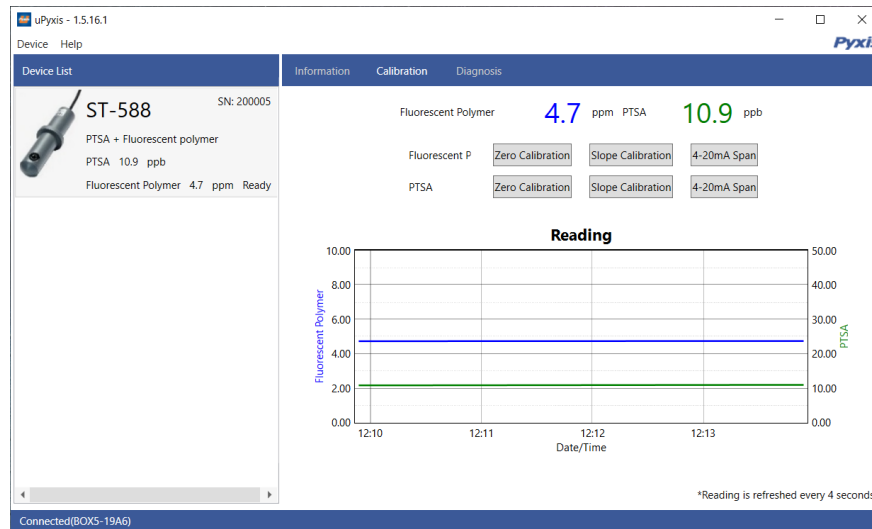 uPyxis - 1.5.16.1
Device Help
Pyxis
Device List
Information Calibration Diagnosis
ST-588 SN: 200005
PTSA + Fluorescent polymer
PTSA 10.9 ppb
Fluorescent Polymer 4.7 ppm Ready
Fluorescent Polymer 4.7 ppm PTSA 10.9 ppb
Fluorescent P Zero Calibration Slope Calibration 4-20mA Span
PTSA Zero Calibration Slope Calibration 4-20mA Span
Reading
Fluorescent Polymer
10.00
8.00
6.00
4.00
2.00
0.00
50.00
40.00
30.00
20.00
10.00
0.00
PTSA
12:10 12:11 12:12 12:13
Date/Time
*Reading is refreshed every 4 seconds
Connected(BOX5-19A6)